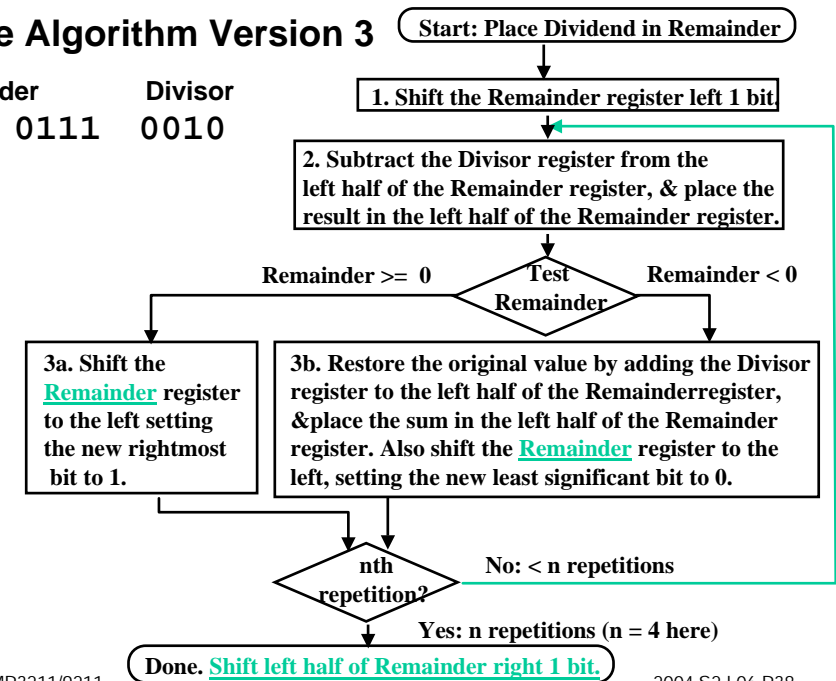 e Algorithm Version 3
Start: Place Dividend in Remainder
der Divisor
0111 0010
1. Shift the Remainder register left 1 bit.
2. Subtract the Divisor register from the
left half of the Remainder register, & place the
result in the left half of the Remainder register.
Remainder >= 0
Test
Remainder
Remainder < 0
3a. Shift the
Remainder register
to the left setting
the new rightmost
bit to 1.
3b. Restore the original value by adding the Divisor
register to the left half of the Remainderregister,
&place the sum in the left half of the Remainder
register. Also shift the Remainder register to the
left, setting the new least significant bit to 0.
nth
repetition?
No: < n repetitions
Yes: n repetitions (n = 4 here)
Done. Shift left half of Remainder right 1 bit.